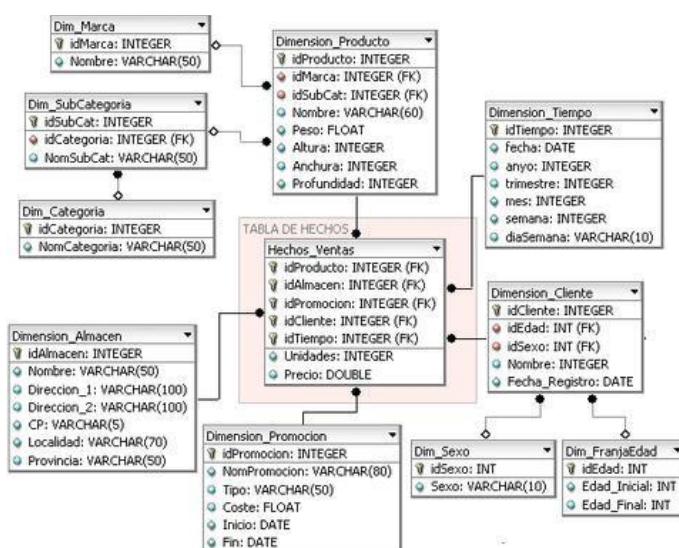 Dim_Marca
idMarca: INTEGER
Nombre: VARCHAR(50)
Dimension_Producto
idProducto: INTEGER
idMarca: INTEGER (FK)
idSubCat: INTEGER (FK)
Nombre: VARCHAR(60)
Peso: FLOAT
Altura: INTEGER
Anchura: INTEGER
Profundidad: INTEGER
Dim_SubCategoria
idSubCat: INTEGER
idCategoria: INTEGER (FK)
NomSubCat: VARCHAR(50)
Dim_Categoria
idCategoria: INTEGER
NomCategoria: VARCHAR(50)
Dimension_Tiempo
idTiempo: INTEGER
fecha: DATE
anyo: INTEGER
trimestre: INTEGER
mes: INTEGER
semana: INTEGER
diaSemana: VARCHAR(10)
TABLA DE HECHOS
Hechos_Ventas
idProducto: INTEGER (FK)
idAlmacen: INTEGER (FK)
idPromocion: INTEGER (FK)
idCliente: INTEGER (FK)
idTiempo: INTEGER (FK)
Unidades: INTEGER
Precio: DOUBLE
Dimension_Cliente
idCliente: INTEGER
idEdad: INT (FK)
idSexo: INT (FK)
Nombre: INTEGER
Fecha_Registro: DATE
Dimension_Almacen
idAlmacen: INTEGER
Nombre: VARCHAR(50)
Direccion_1: VARCHAR(100)
Direccion_2: VARCHAR(100)
CP: VARCHAR(5)
Localidad: VARCHAR(70)
Provincia: VARCHAR(50)
Dimension_Promocion
idPromocion: INTEGER
NomPromocion: VARCHAR(80)
Tipo: VARCHAR(50)
Coste: FLOAT
Inicio: DATE
Fin: DATE
Dim_Sexo
idSexo: INT
Sexo: VARCHAR(10)
Dim_FranjaEdad
idEdad: INT
Edad_Inicial: INT
Edad_Final: INT